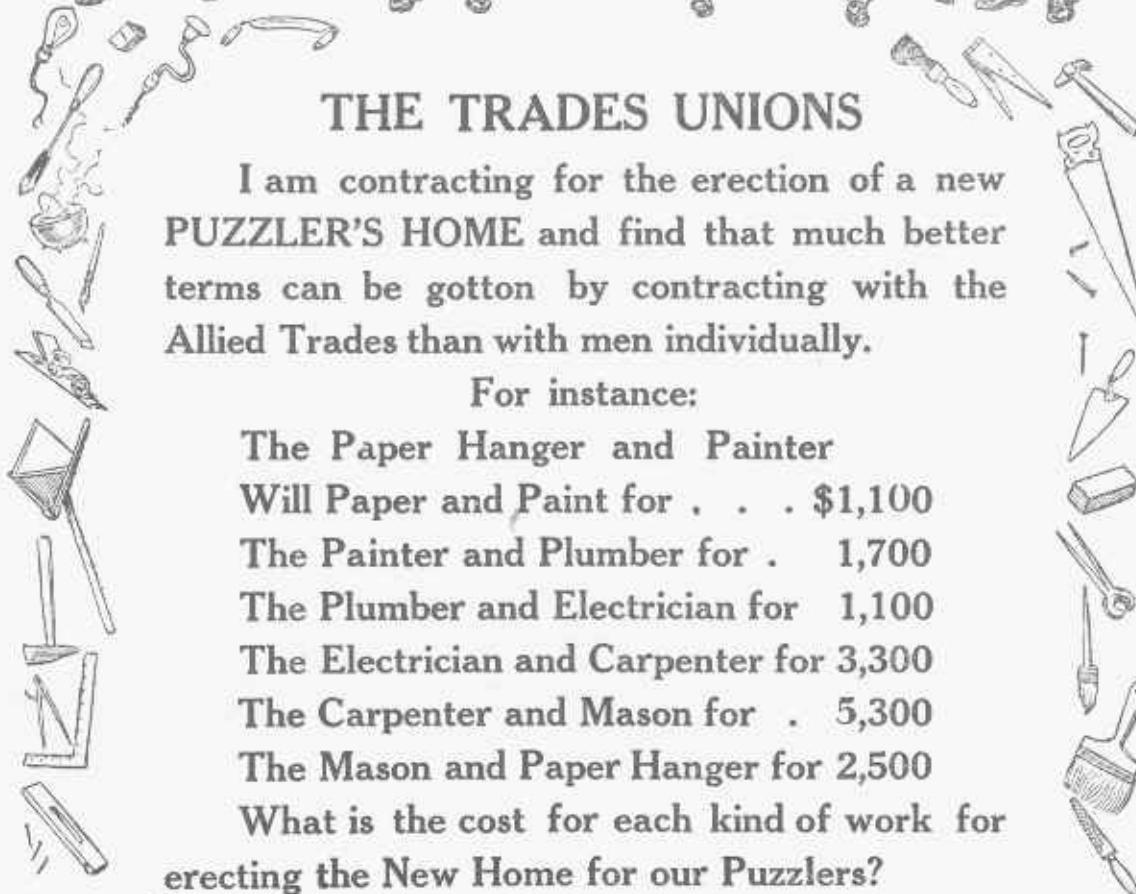 THE TRADES UNIONS
I am contracting for the erection of a new
PUZZLER'S HOME and find that much better
terms can be gotton by contracting with the
Allied Trades than with men individually.
For instance:
The Paper Hanger and Painter
Will Paper and Paint for . . . $1,100
The Painter and Plumber for . 1,700
The Plumber and Electrician for 1,100
The Electrician and Carpenter for 3,300
The Carpenter and Mason for . 5,300
The Mason and Paper Hanger for 2,500
What is the cost for each kind of work for
erecting the New Home for our Puzzlers?